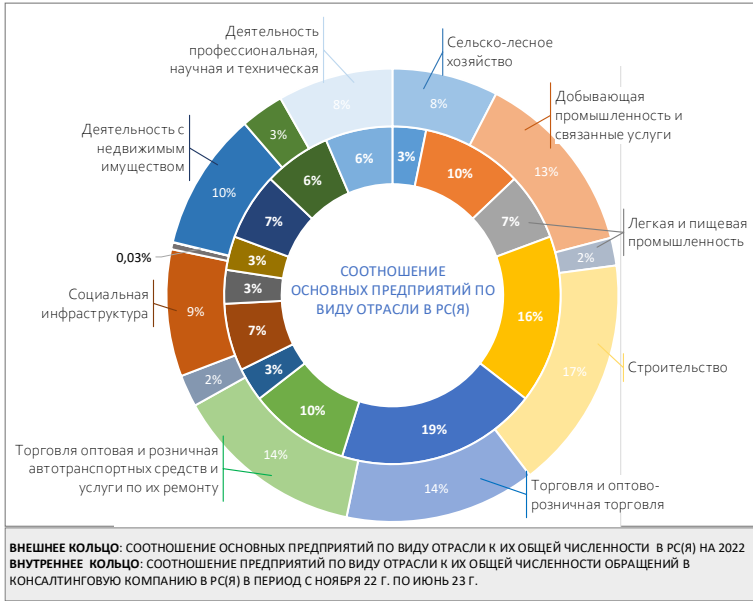 Деятельность
профессиональная,
научная и техническая
Сельско-лесное
хозяйство
Добывающая
промышленность и
связанные услуги
Деятельность с
недвижимым
имуществом
Легкая и пищевая
промышленность
0,03%
Социальная
инфраструктура
Строительство
Торговля оптовая и розничная
автотранспортных средств и
услуги по их ремонту
Торговля и оптово-
розничная торговля
8%
13%
2%
17%
14%
14%
2%
9%
10%
3%
8%
3%
10%
7%
16%
19%
10%
3%
7%
3%
3%
7%
6%
6%
СООТНОШЕНИЕ
ОСНОВНЫХ ПРЕДПРИЯТИЙ ПО
ВИДУ ОТРАСЛИ В РС(Я)
ВНЕШНЕЕ КОЛЬЦО: СООТНОШЕНИЕ ОСНОВНЫХ ПРЕДПРИЯТИЙ ПО ВИДУ ОТРАСЛИ К ИХ ОБЩЕЙ ЧИСЛЕННОСТИ В РС(Я) НА 2022
ВНУТРЕННЕЕ КОЛЬЦО: СООТНОШЕНИЕ ПРЕДПРИЯТИЙ ПО ВИДУ ОТРАСЛИ К ИХ ОБЩЕЙ ЧИСЛЕННОСТИ ОБРАЩЕНИЙ В
КОНСАЛТИНГОВУЮ КОМПАНИЮ В РС(Я) В ПЕРИОД С НОЯБРЯ 22 Г. ПО ИЮНЬ 23 Г.